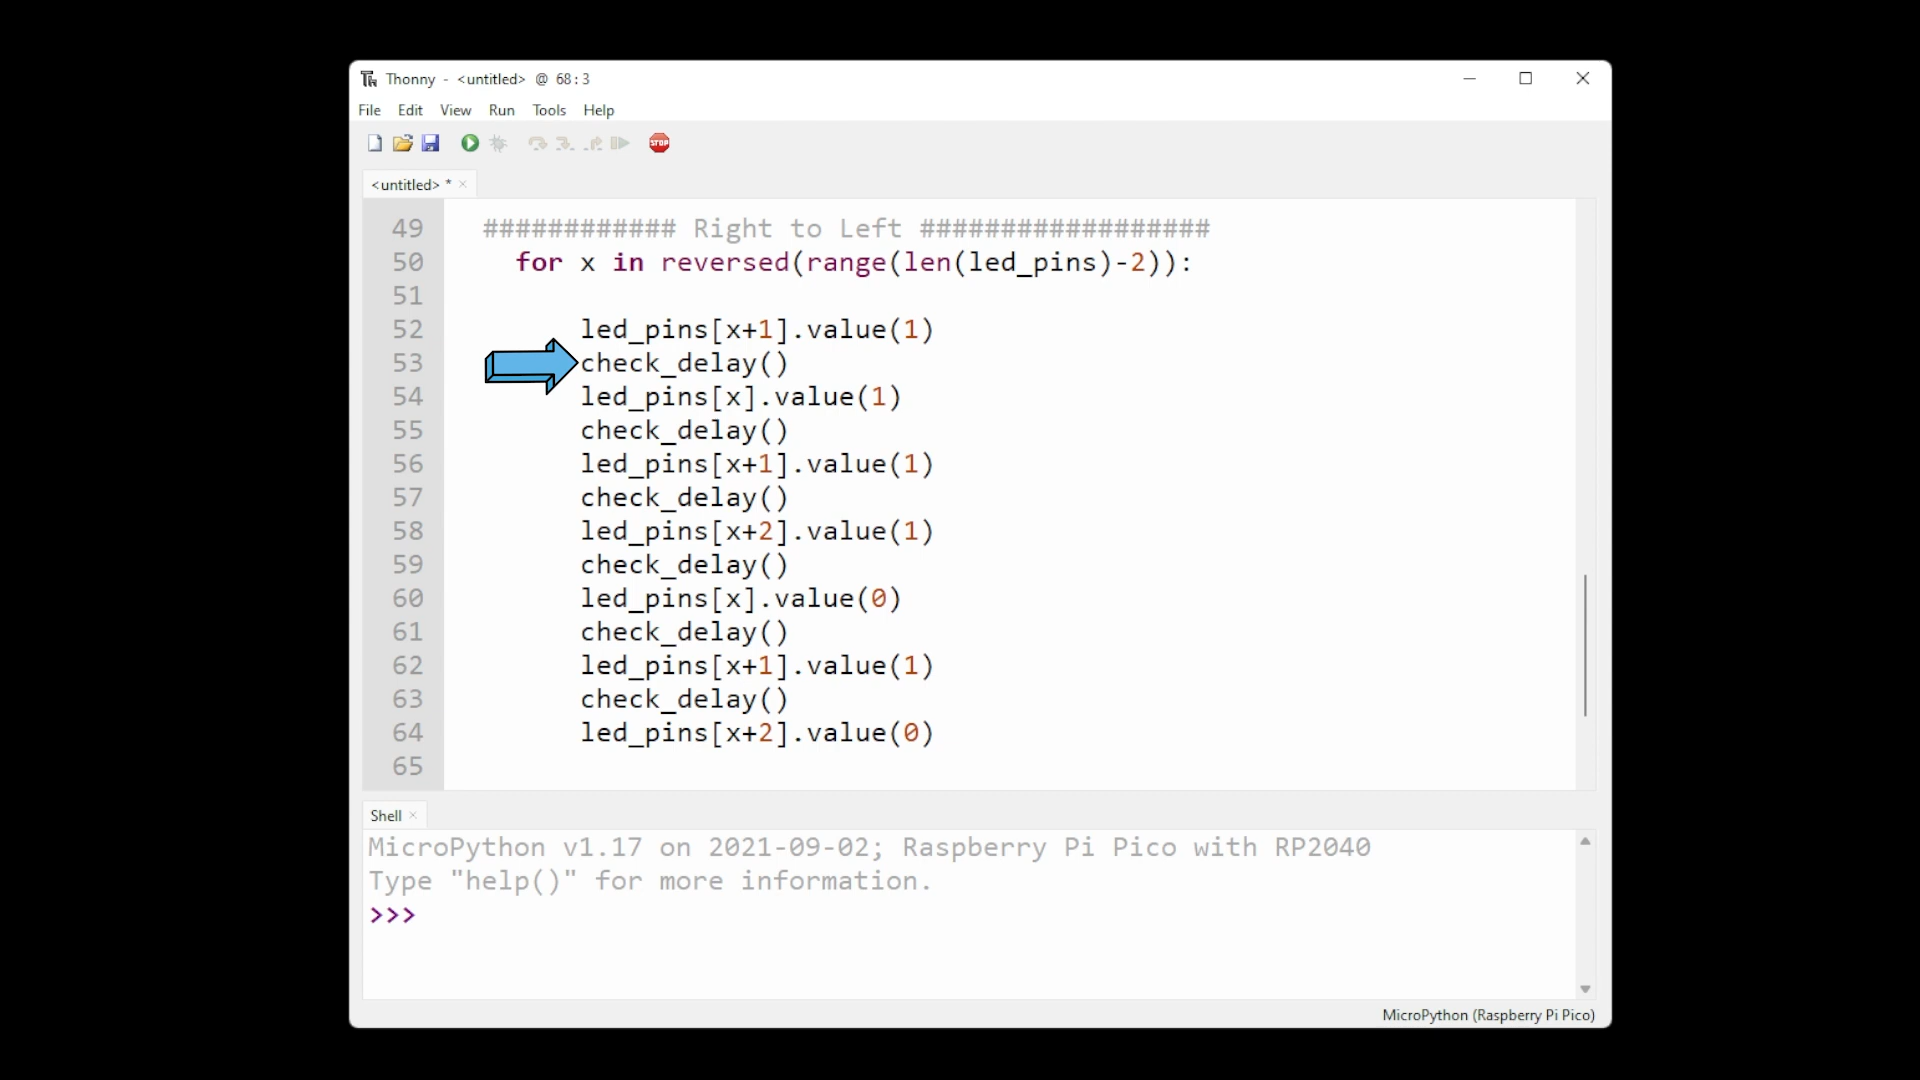 Thonny - <untitled> @ 68:3
File Edit View Run Tools Help
STOP
<untitled> *
49 ############ Right to Left ##################
50 for x in reversed(range(len(led_pins)-2)):
51
52 led_pins[x+1].value(1)
53 check_delay()
54 led_pins[x].value(1)
55 check_delay()
56 led_pins[x+1].value(1)
57 check_delay()
58 led_pins[x+2].value(1)
59 check_delay()
60 led_pins[x].value(0)
61 check_delay()
62 led_pins[x+1].value(1)
63 check_delay()
64 led_pins[x+2].value(0)
65
Shell
MicroPython v1.17 on 2021-09-02; Raspberry Pi Pico with RP2040
Type "help()" for more information.
>>>
MicroPython (Raspberry Pi Pico)